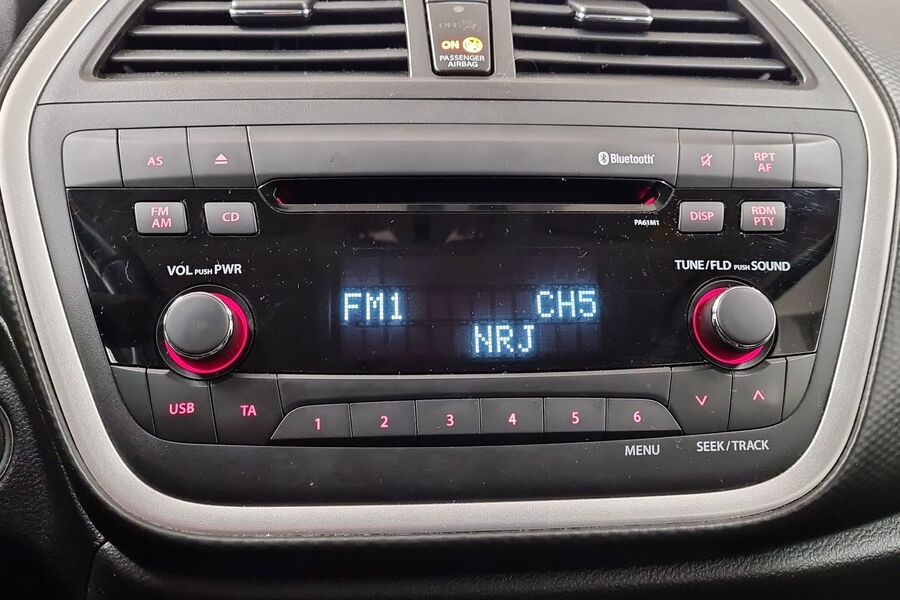 OFF
ON
PASSENGER
AIRBAG
AS
Bluetooth
RPT
AF
FM
AM
CD
PA61M1
DISP
RDM
PTY
VOL PUSH PWR
TUNE/FLD PUSH SOUND
FM1
CH5
NRJ
USB
TA
1
2
3
4
5
6
MENU
SEEK/TRACK